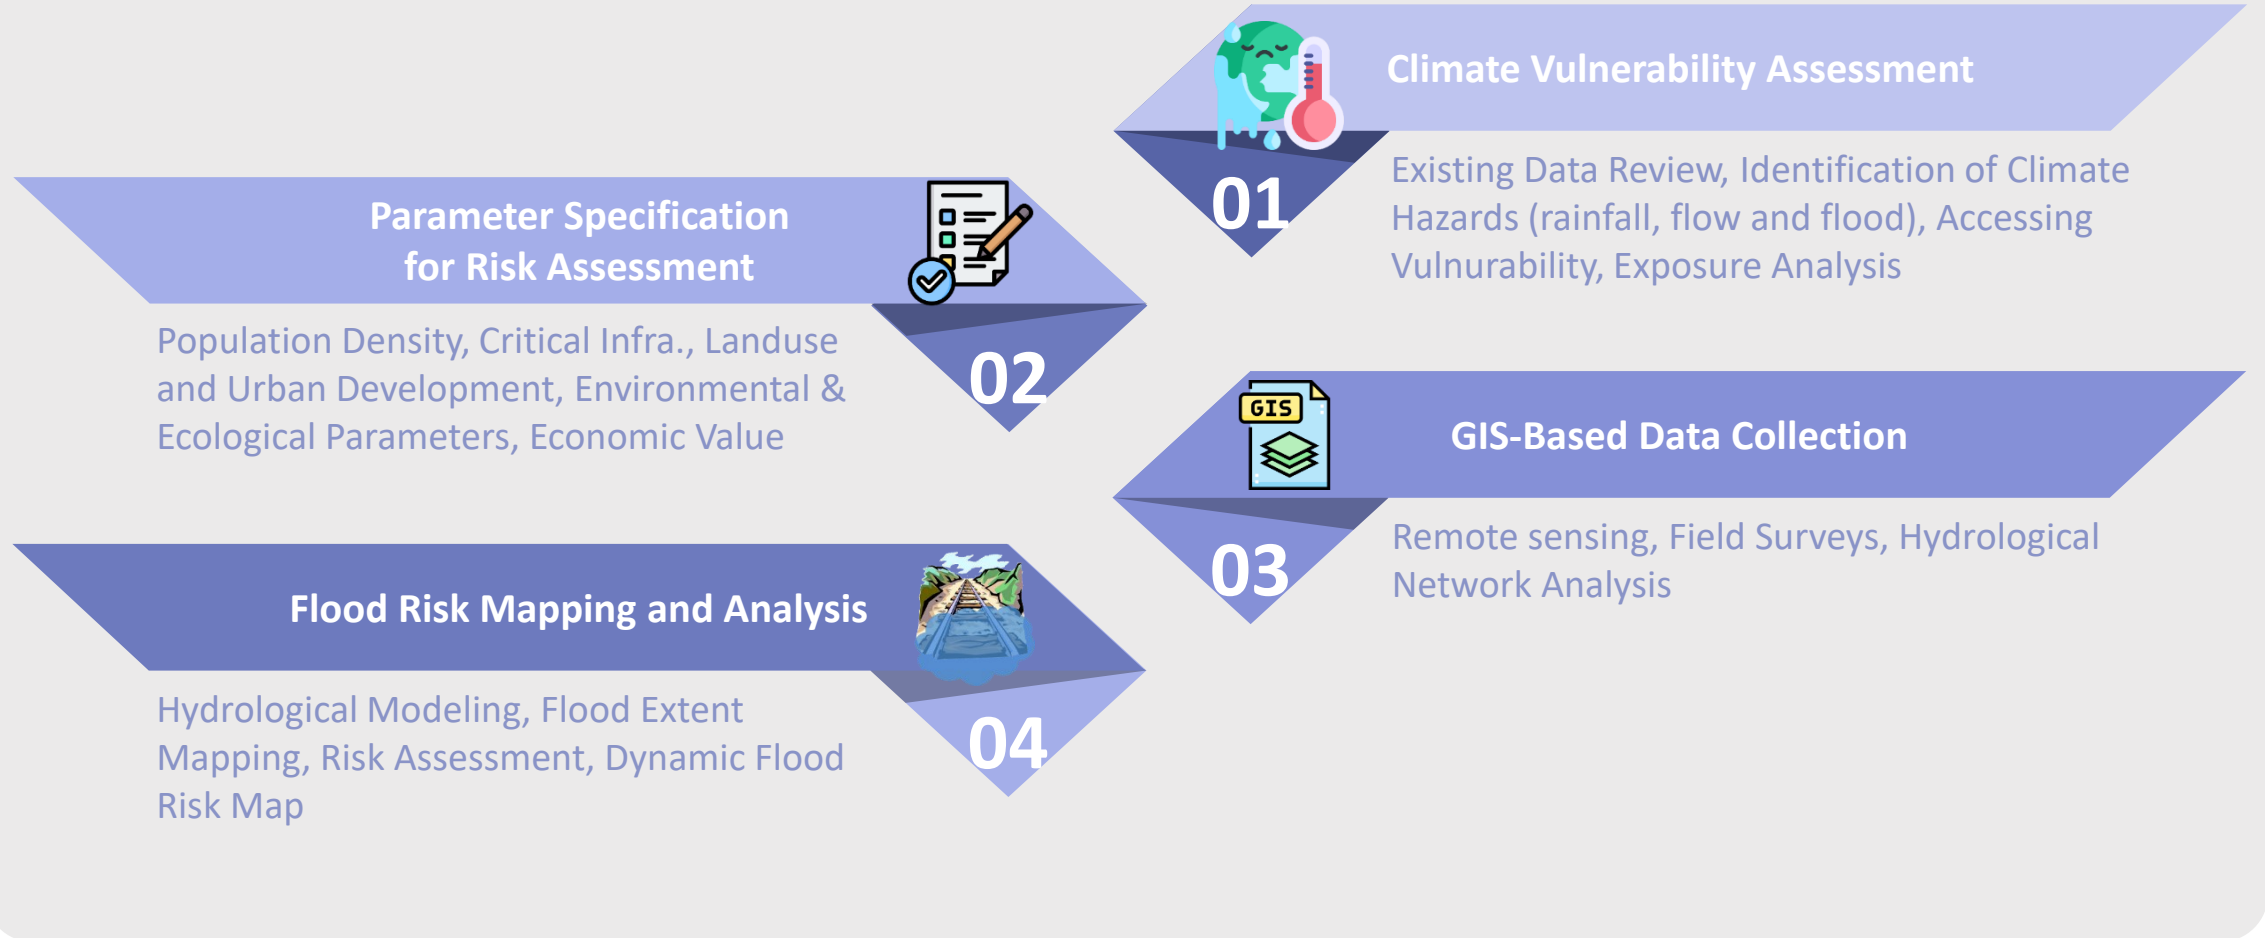 Climate Vulnerability Assessment
01
Existing Data Review, Identification of Climate
Hazards (rainfall, flow and flood), Accessing
Vulnurability, Exposure Analysis
Parameter Specification
for Risk Assessment
02
Population Density, Critical Infra., Landuse
and Urban Development, Environmental &
Ecological Parameters, Economic Value
GIS
GIS-Based Data Collection
03
Remote sensing, Field Surveys, Hydrological
Network Analysis
Flood Risk Mapping and Analysis
04
Hydrological Modeling, Flood Extent
Mapping, Risk Assessment, Dynamic Flood
Risk Map